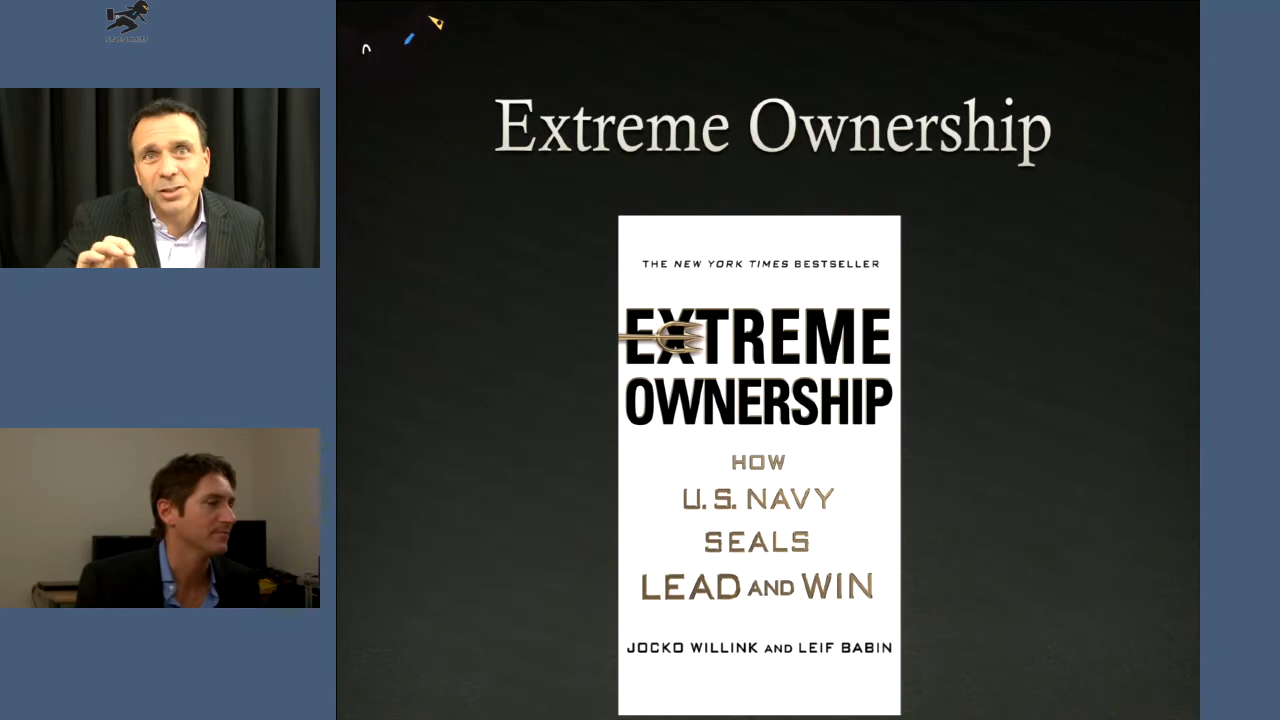 Extreme Ownership
THE NEW YORK TIMES BESTSELLER
EXTREME
OWNERSHIP
HOW
U.S. NAVY
SEALS
LEAD AND WIN
JOCKO WILLINK AND LEIF BABIN